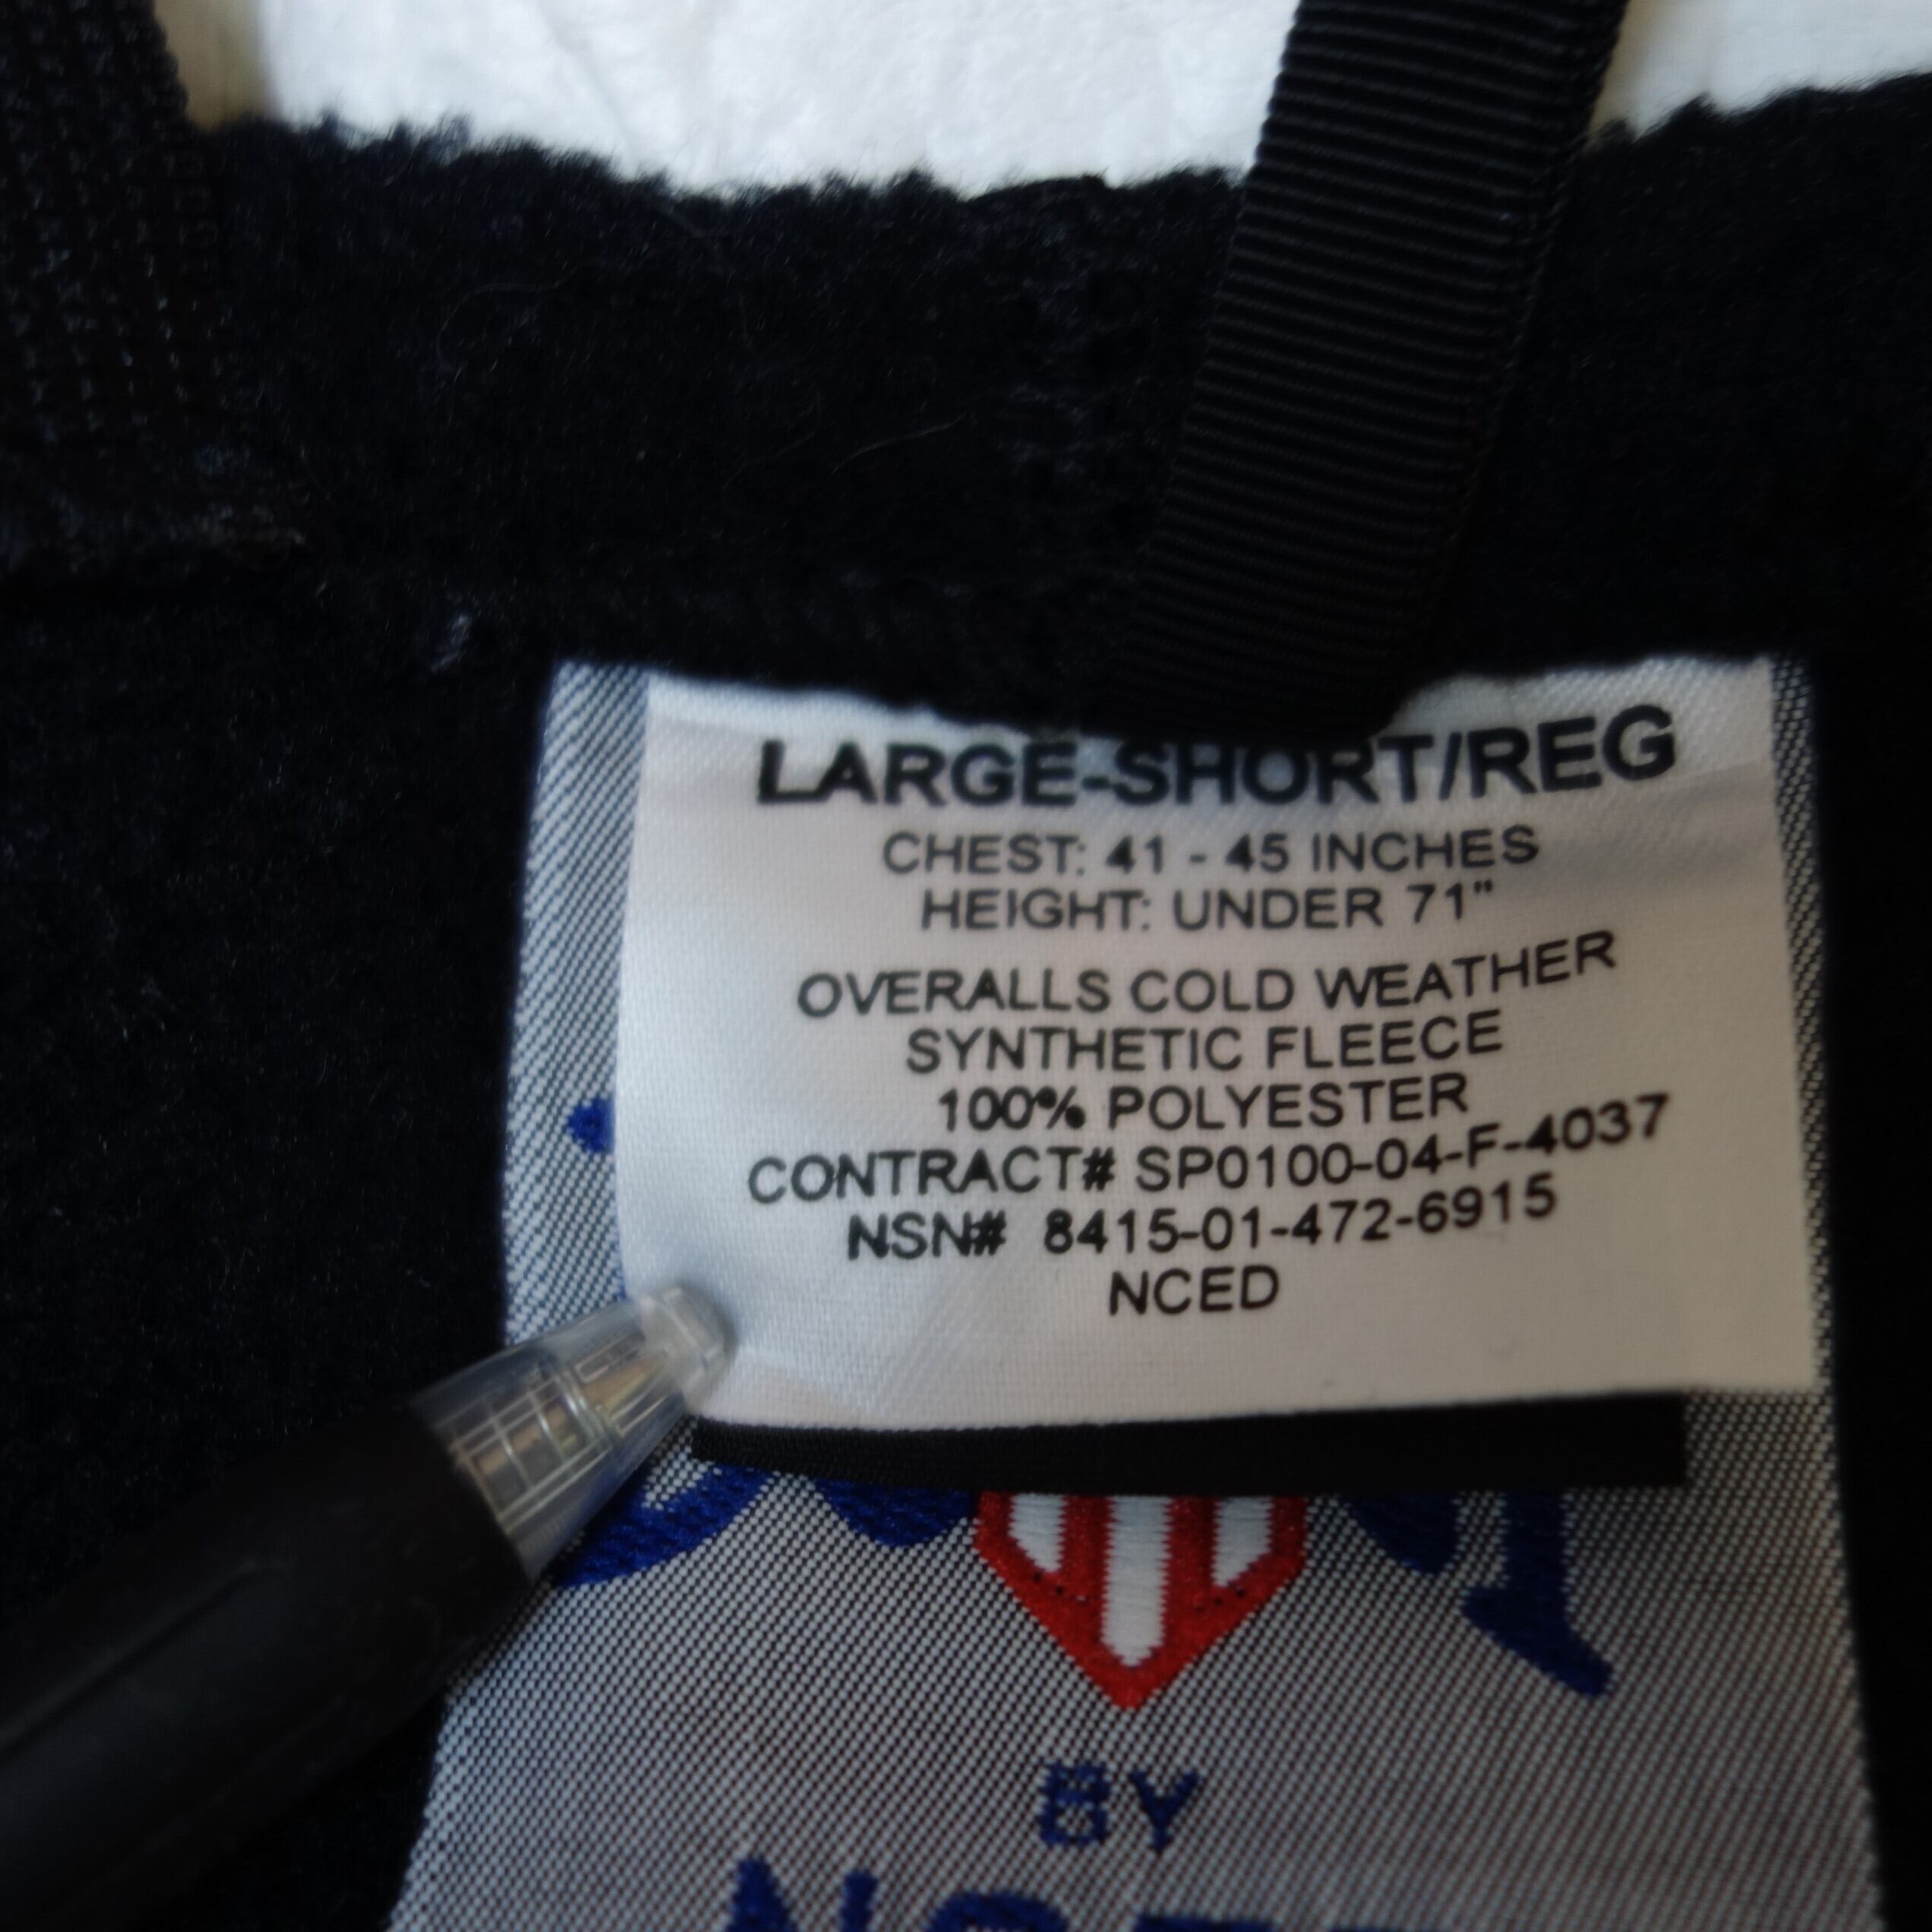 LARGE-SHORT/REG
CHEST: 41 - 45 INCHES
HEIGHT: UNDER 71"
OVERALLS COLD WEATHER
SYNTHETIC FLEECE
100% POLYESTER
CONTRACT# SP0100-04-F-4037
NSN# 8415-01-472-6915
NCED
BY